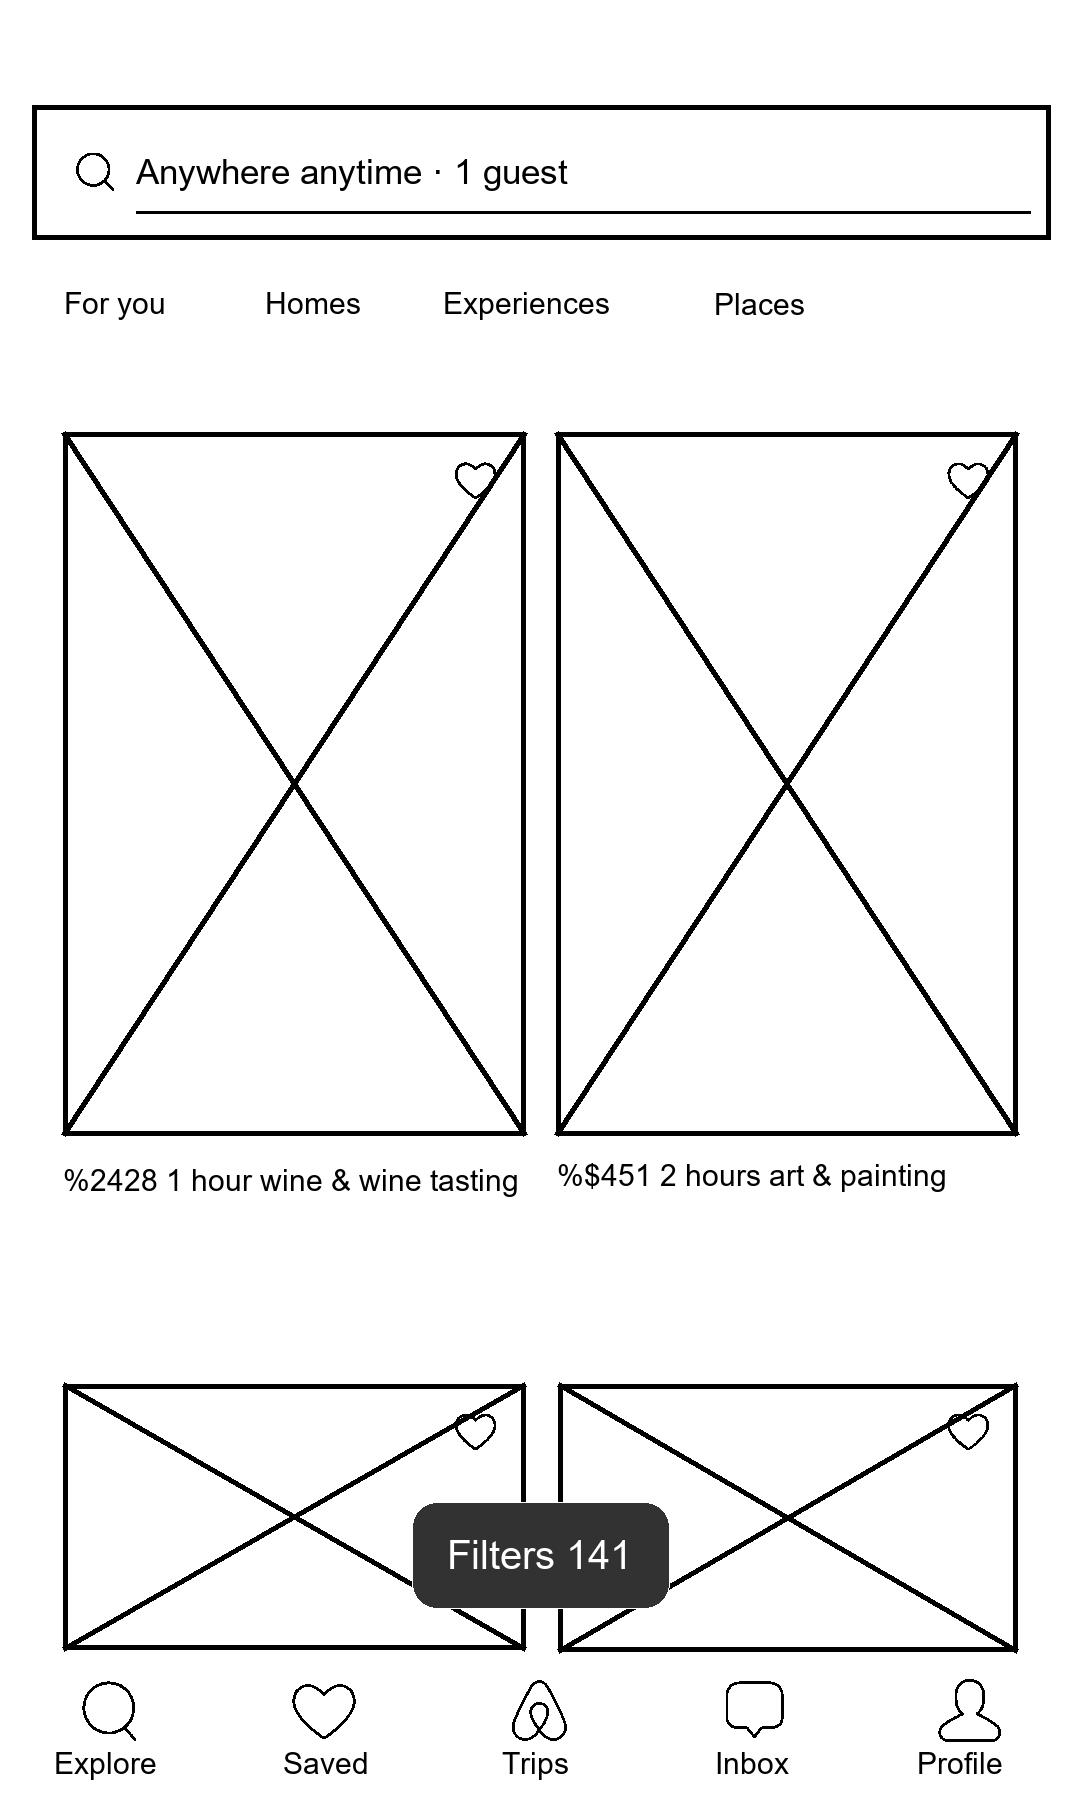 Anywhere anytime · 1 guest
For you Homes Experiences Places
%2428 1 hour wine & wine tasting
%$451 2 hours art & painting
Filters 141
Explore Saved Trips Inbox Profile